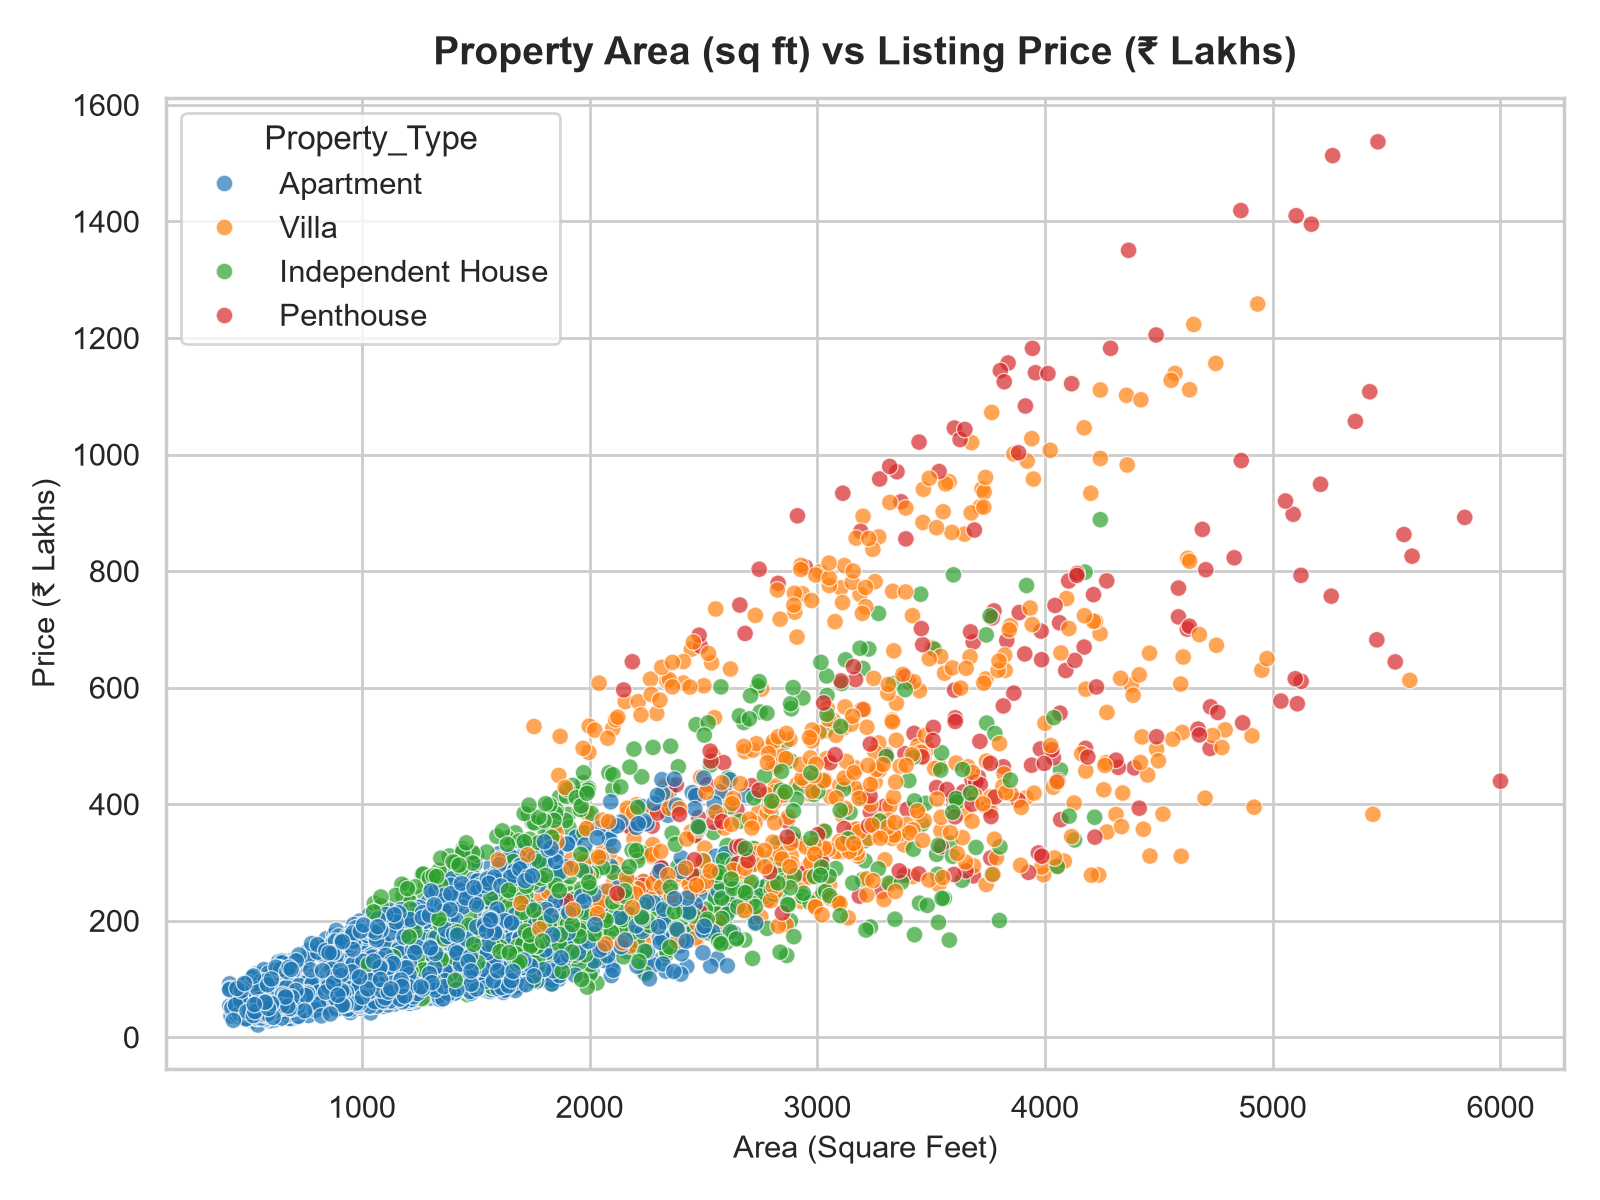 Property Area (sq ft) vs Listing Price (₹ Lakhs)
Property_Type
Apartment
Villa
Independent House
Penthouse
1600
1400
1200
1000
800
600
400
200
0
Price (₹ Lakhs)
1000 2000 3000 4000 5000 6000
Area (Square Feet)